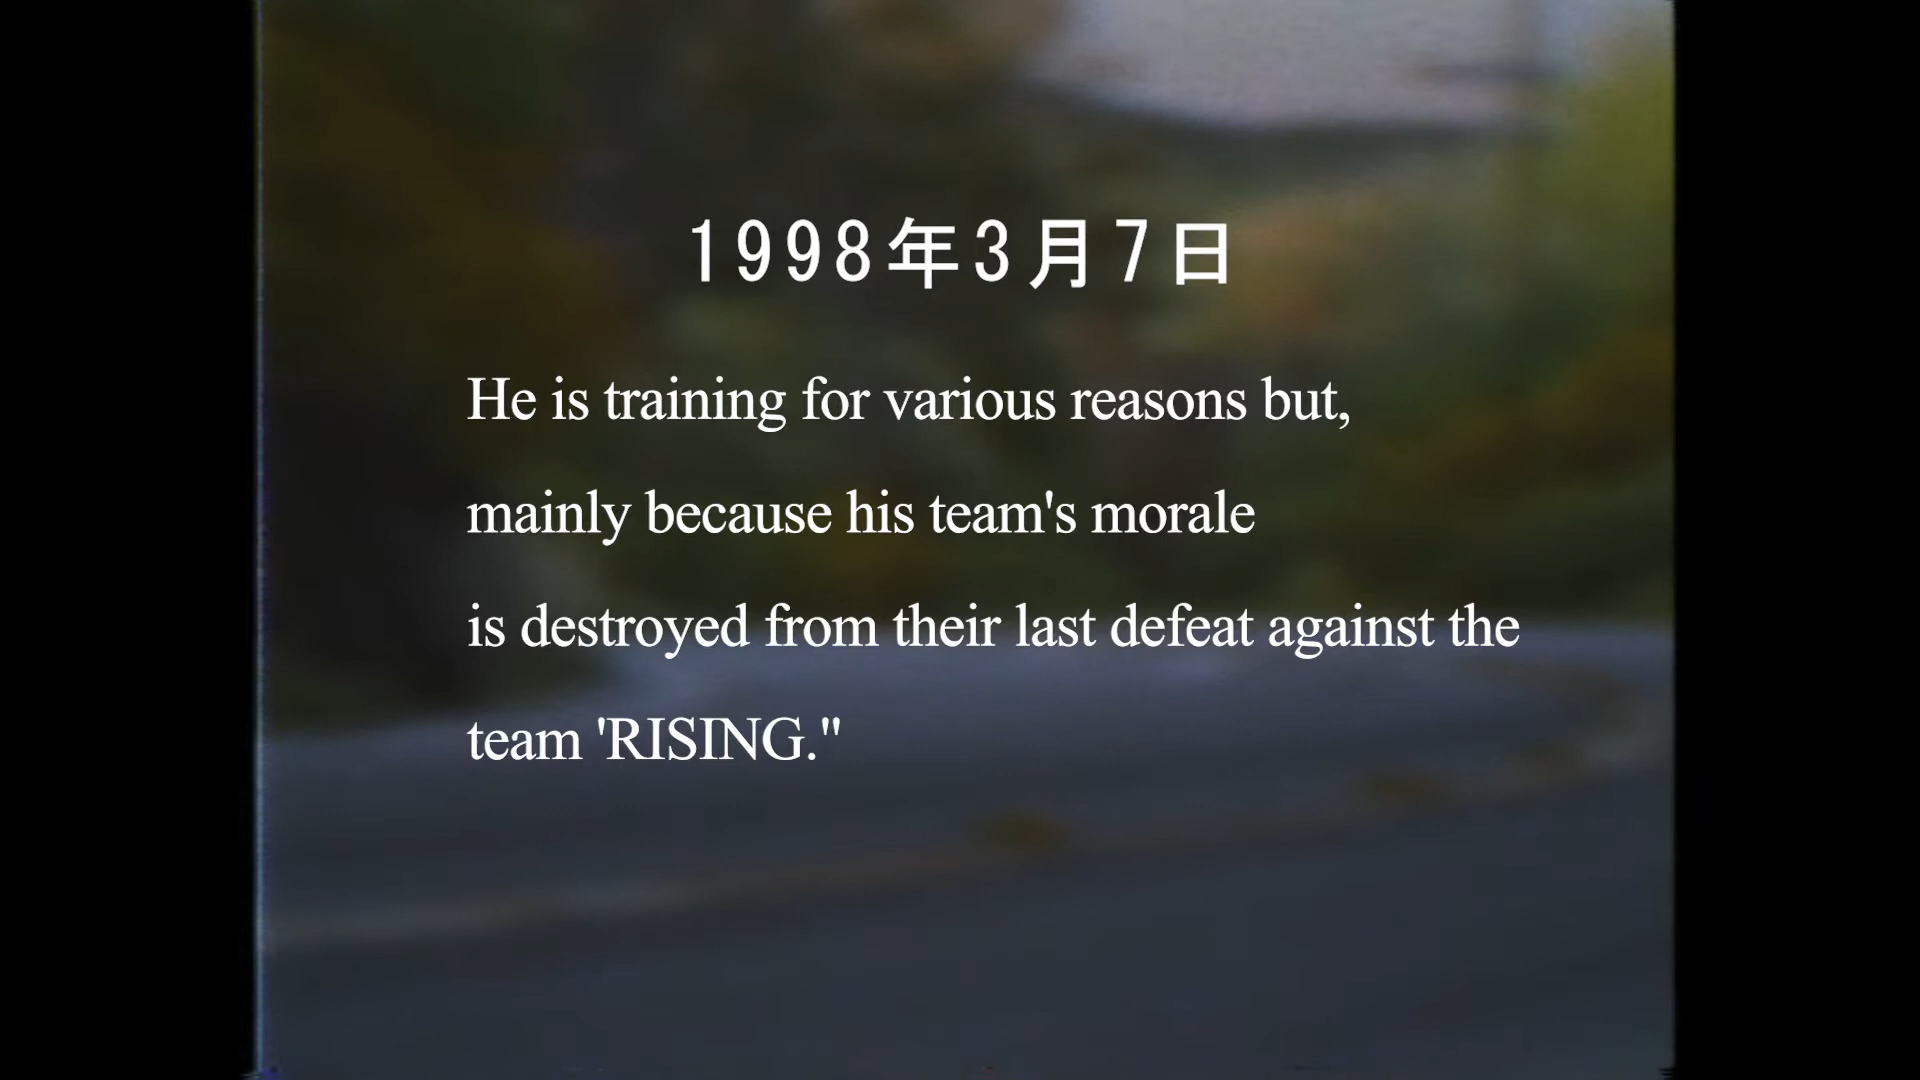 1998年3月7日
He is training for various reasons but,
mainly because his team's morale
is destroyed from their last defeat against the
team 'RISING."